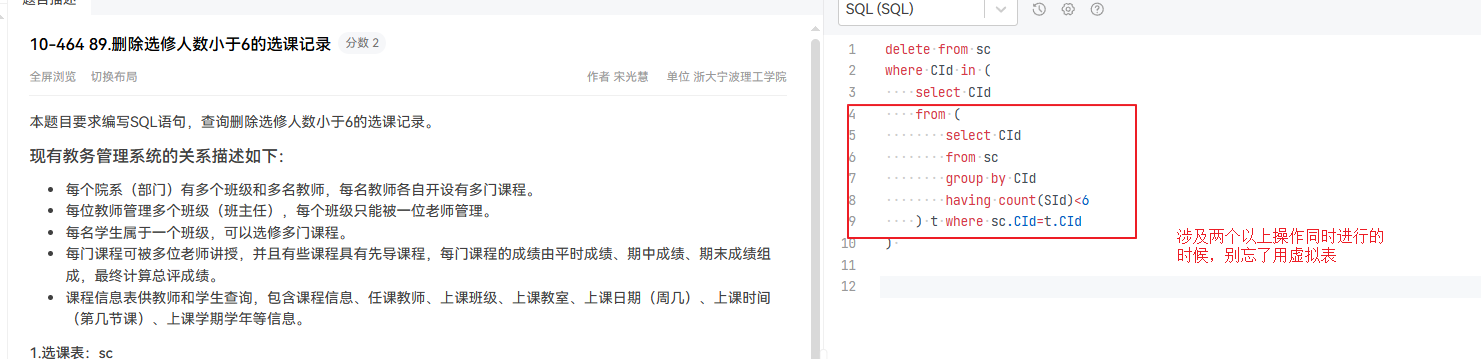 题目描述
10-464 89.删除选修人数小于6的选课记录 分数 2
全屏浏览 切换布局 作者 宋光慧 单位 浙大宁波理工学院
本题目要求编写SQL语句，查询删除选修人数小于6的选课记录。
现有教务管理系统的关系描述如下：
• 每个院系（部门）有多个班级和多名教师，每名教师各自开设有多门课程。
• 每位教师管理多个班级（班主任），每个班级只能被一位老师管理。
• 每名学生属于一个班级，可以选修多门课程。
• 每门课程可被多位老师讲授，并且有些课程具有先导课程，每门课程的成绩由平时成绩、期中成绩、期末成绩组
成，最终计算总评成绩。
• 课程信息表供教师和学生查询，包含课程信息、任课教师、上课班级、上课教室、上课日期（周几）、上课时间
（第几节课）、上课学期学年等信息。
1.选课表：sc
SQL (SQL)
1 delete from sc
2 where CId in (
3 select CId
4 from (
5 select CId
6 from sc
7 group by CId
8 having count(SId)<6
9 ) t where sc.CId=t.CId
10 )
11
12
涉及两个以上操作同时进行的
时候，别忘了用虚拟表